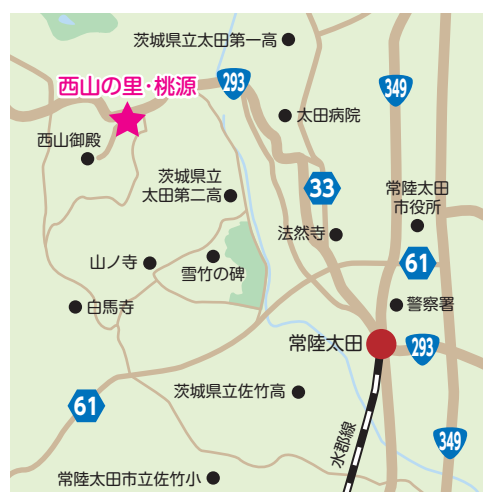 茨城県立太田第一高
西山の里・桃源
293
349
太田病院
西山御殿
茨城県立
太田第二高
33
常陸太田
市役所
法然寺
山ノ寺
雪竹の碑
61
白馬寺
警察署
常陸太田
293
茨城県立佐竹高
61
水郡線
349
常陸太田市立佐竹小